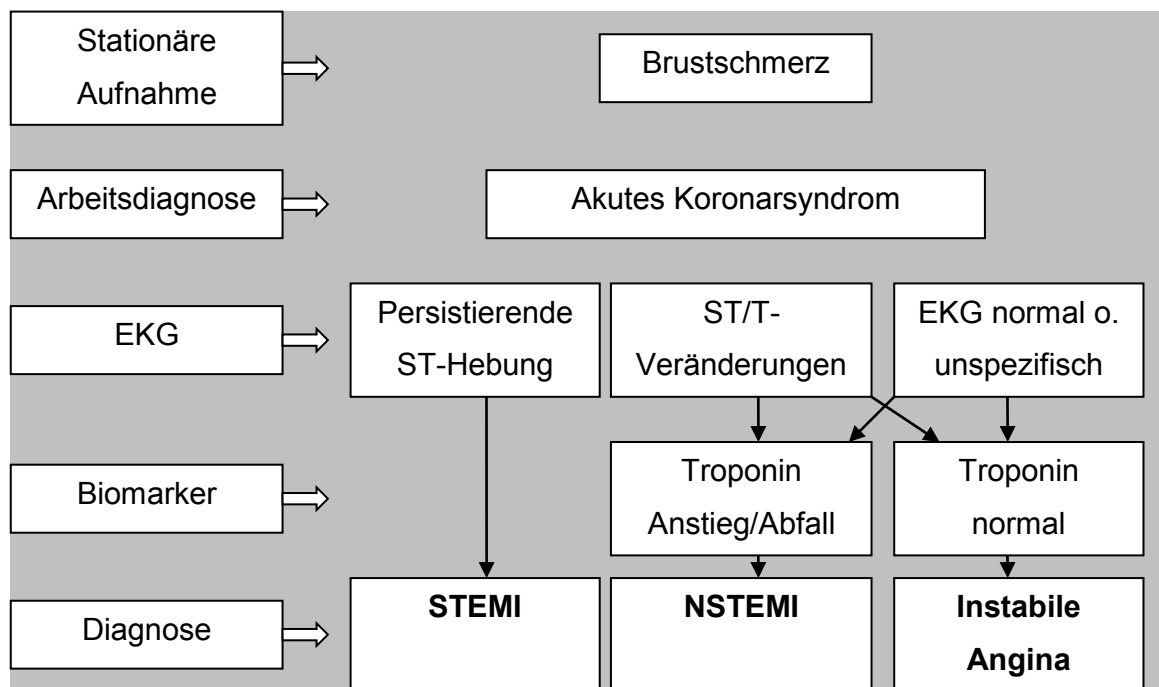 Stationäre
Aufnahme
Brustschmerz
Arbeitsdiagnose
Akutes Koronarsyndrom
EKG
Persistierende
ST-Hebung
ST/T-
Veränderungen
EKG normal o.
unspezifisch
Biomarker
Troponin
Anstieg/Abfall
Troponin
normal
Diagnose
STEMI
NSTEMI
Instabile
Angina